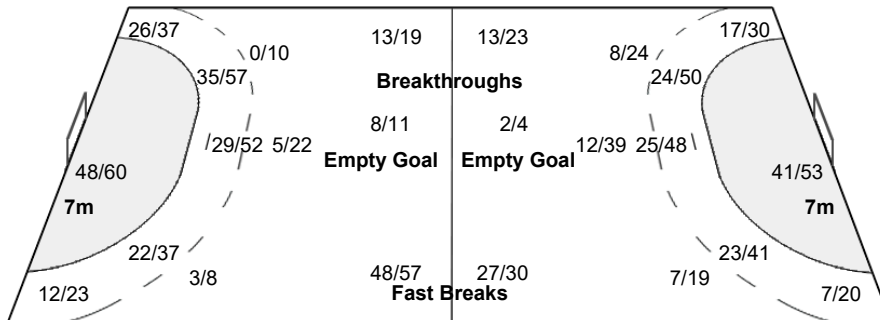 26/37 13/19 13/23 17/30
0/10 8/24
35/57 24/50
Breakthroughs
8/11 2/4
29/52 5/22 12/39 25/48
Empty Goal Empty Goal
48/60 41/53
7m 7m
22/37 23/41
3/8 48/57 27/30 7/19
12/23 Fast Breaks 7/20